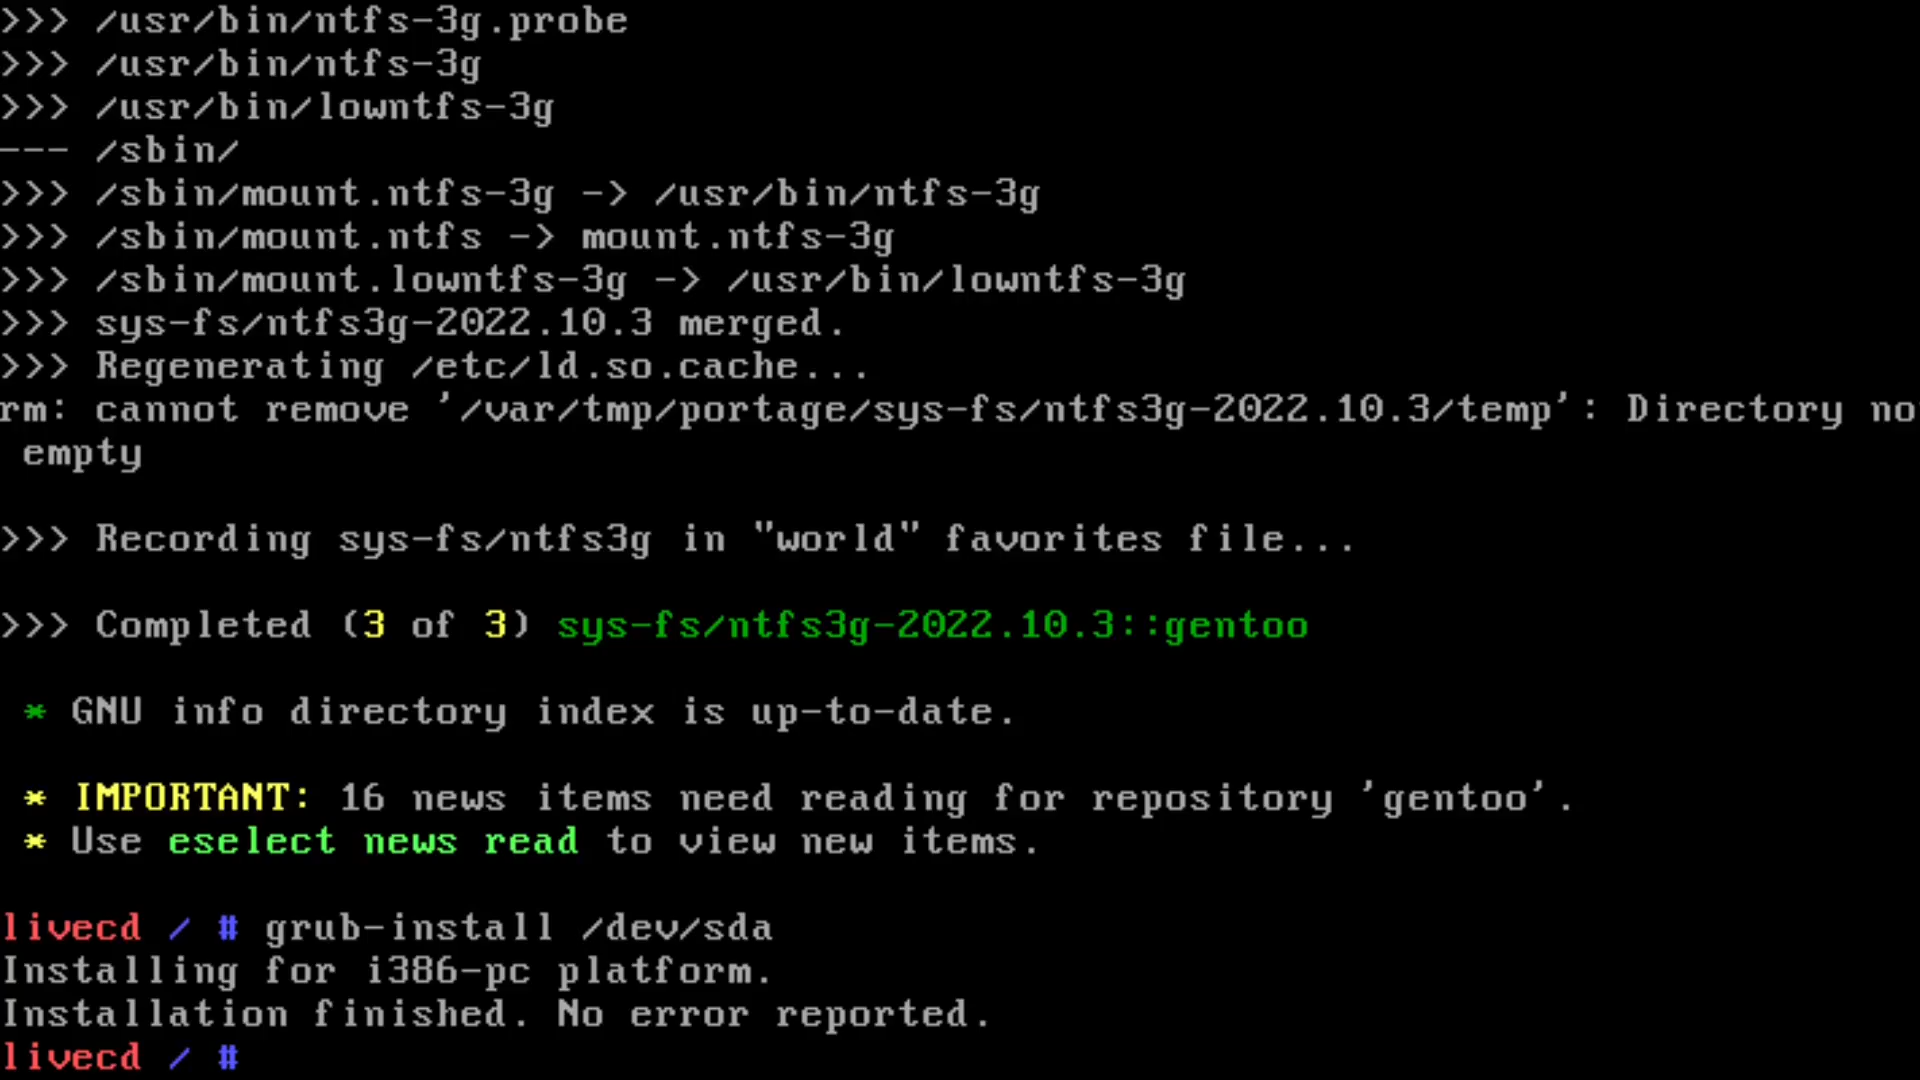 >>> /usr/bin/ntfs-3g.probe
>>> /usr/bin/ntfs-3g
>>> /usr/bin/lowntfs-3g
--- /sbin/
>>> /sbin/mount.ntfs-3g -> /usr/bin/ntfs-3g
>>> /sbin/mount.ntfs -> mount.ntfs-3g
>>> /sbin/mount.lowntfs-3g -> /usr/bin/lowntfs-3g
>>> sys-fs/ntfs3g-2022.10.3 merged.
>>> Regenerating /etc/ld.so.cache...
rm: cannot remove '/var/tmp/portage/sys-fs/ntfs3g-2022.10.3/temp': Directory no
empty
>>> Recording sys-fs/ntfs3g in "world" favorites file...
>>> Completed (3 of 3) sys-fs/ntfs3g-2022.10.3::gentoo
* GNU info directory index is up-to-date.
* IMPORTANT: 16 news items need reading for repository 'gentoo'.
* Use eselect news read to view new items.
livecd / # grub-install /dev/sda
Installing for i386-pc platform.
Installation finished. No error reported.
livecd / #